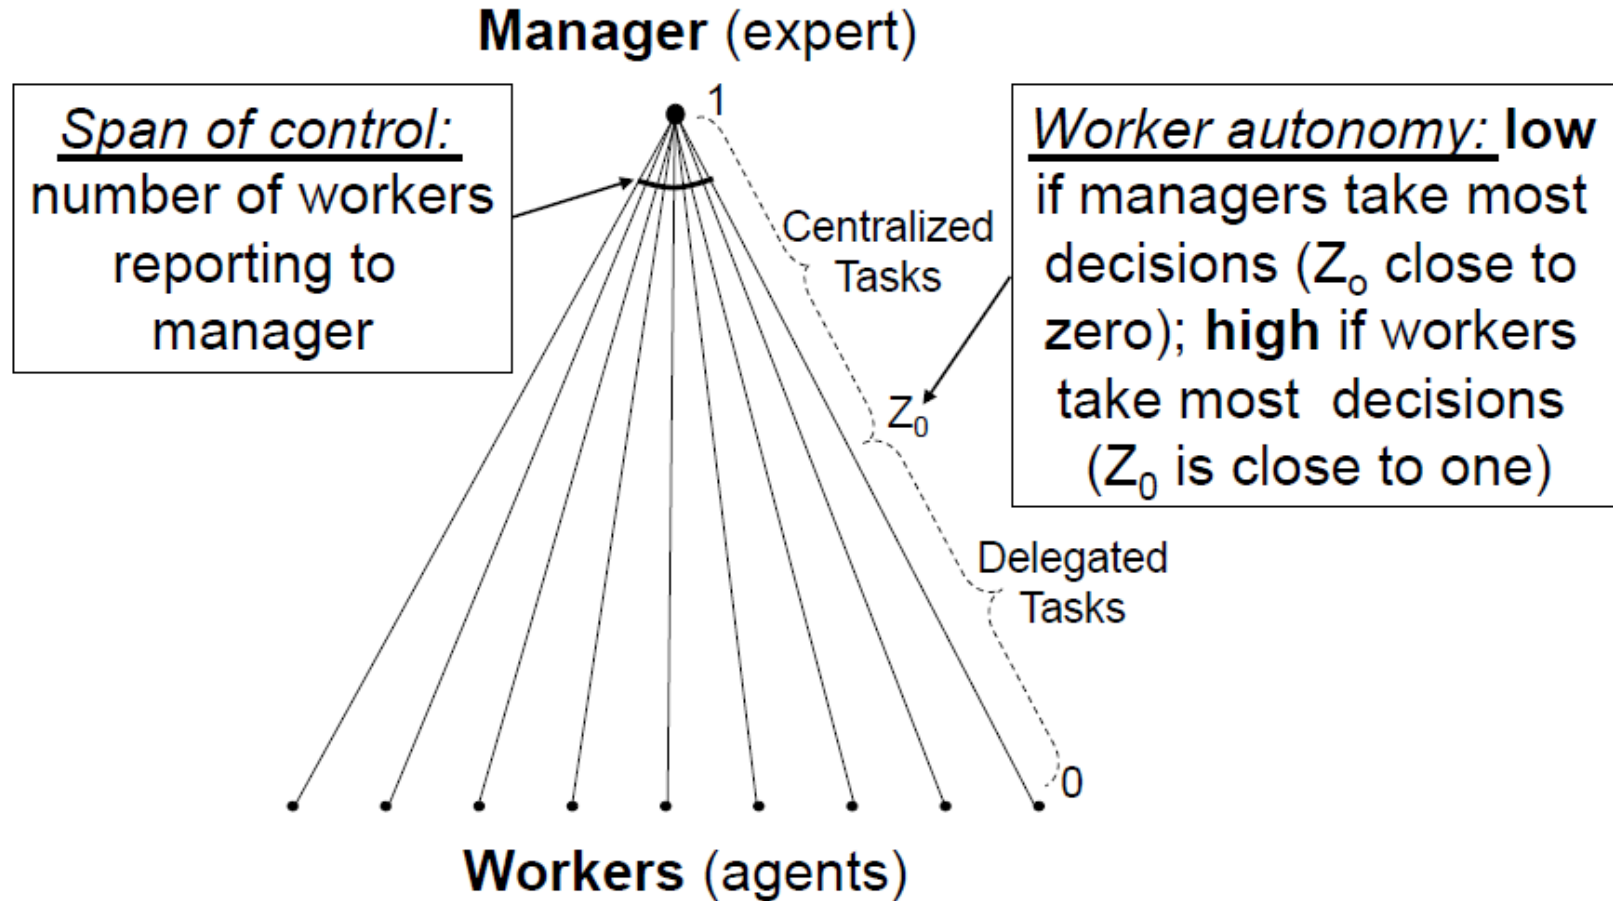 Manager (expert)
1
Span of control:
number of workers
reporting to
manager
Worker autonomy: low
if managers take most
decisions (Zo close to
zero); high if workers
take most decisions
(Z0 is close to one)
Centralized
Tasks
Z0
Delegated
Tasks
0
Workers (agents)